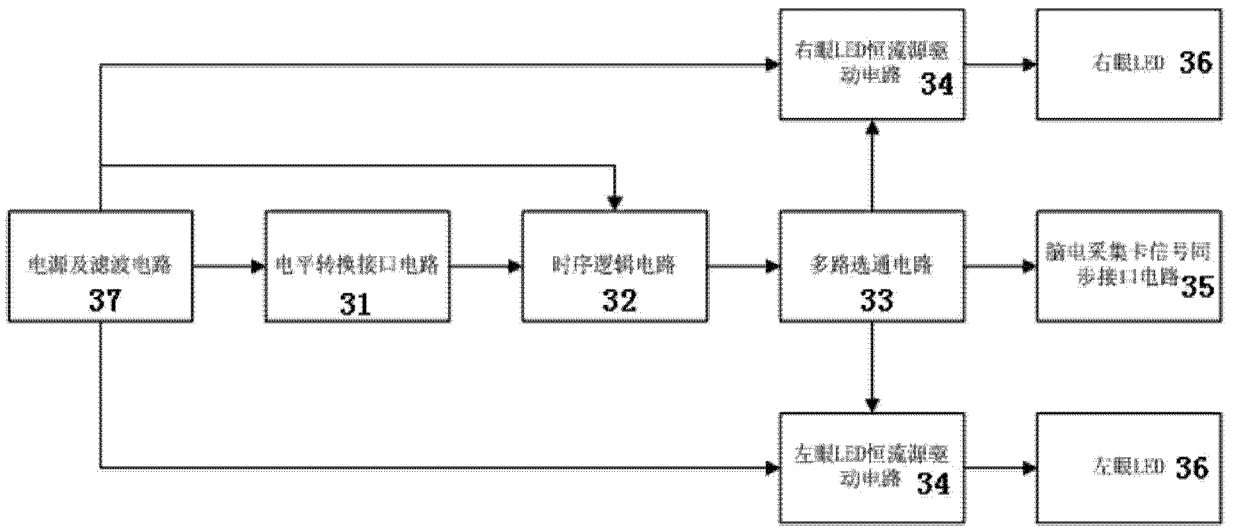 右眼LED恒流源驱
动电路 34
右眼LED 36
电源及滤波电路
37
电平转换接口电路
31
时序逻辑电路
32
多路选通电路
33
脑电采集卡信号同
步接口电路 35
左眼LED恒流源驱
动电路 34
左眼LED 36